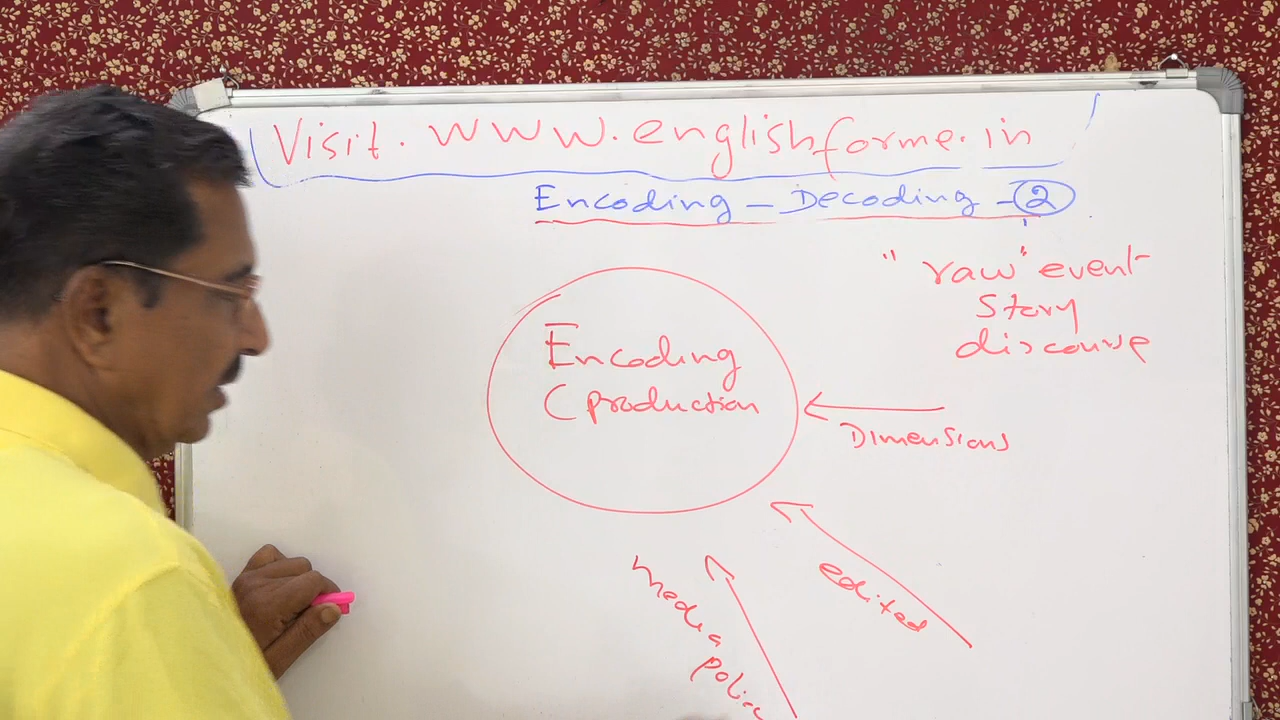 Visit. www.englishforme.in
Encoding - Decoding - 2
"raw" event
story
discourse
Encoding
( production
Dimensions
edited
media